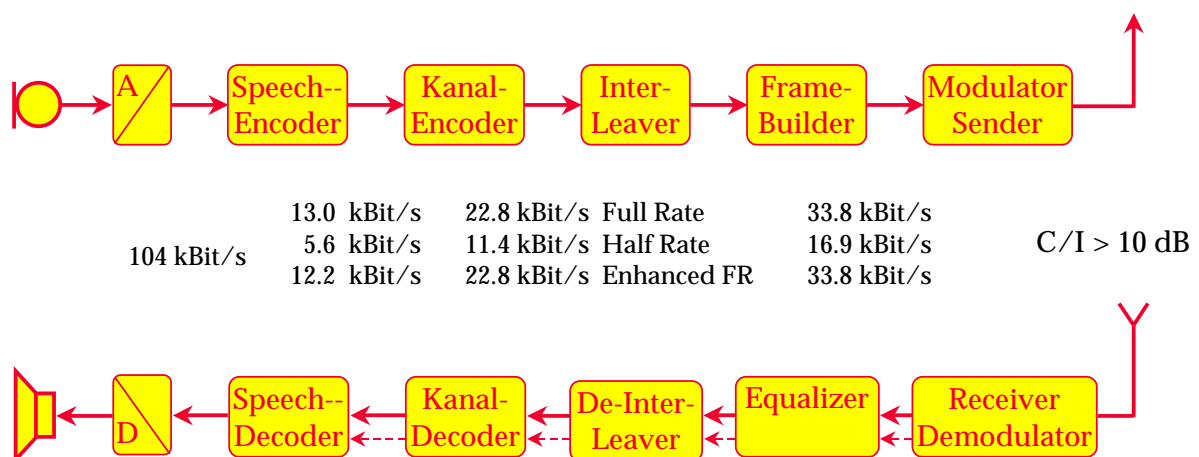 A
Speech--
Encoder
Kanal-
Encoder
Inter-
Leaver
Frame-
Builder
Modulator
Sender
104 kBit/s
13.0 kBit/s 22.8 kBit/s Full Rate 33.8 kBit/s
5.6 kBit/s 11.4 kBit/s Half Rate 16.9 kBit/s
12.2 kBit/s 22.8 kBit/s Enhanced FR 33.8 kBit/s
C/I > 10 dB
D
Speech--
Decoder
Kanal-
Decoder
De-Inter-
Leaver
Equalizer
Receiver
Demodulator